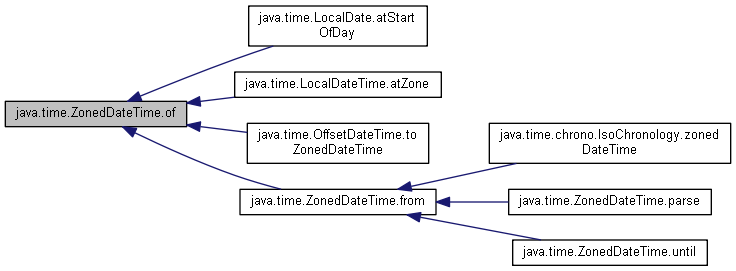 java.time.LocalDate.atStart
OfDay
java.time.LocalDateTime.atZone
java.time.ZonedDateTime.of
java.time.OffsetDateTime.to
ZonedDateTime
java.time.chrono.IsoChronology.zoned
DateTime
java.time.ZonedDateTime.from
java.time.ZonedDateTime.parse
java.time.ZonedDateTime.until